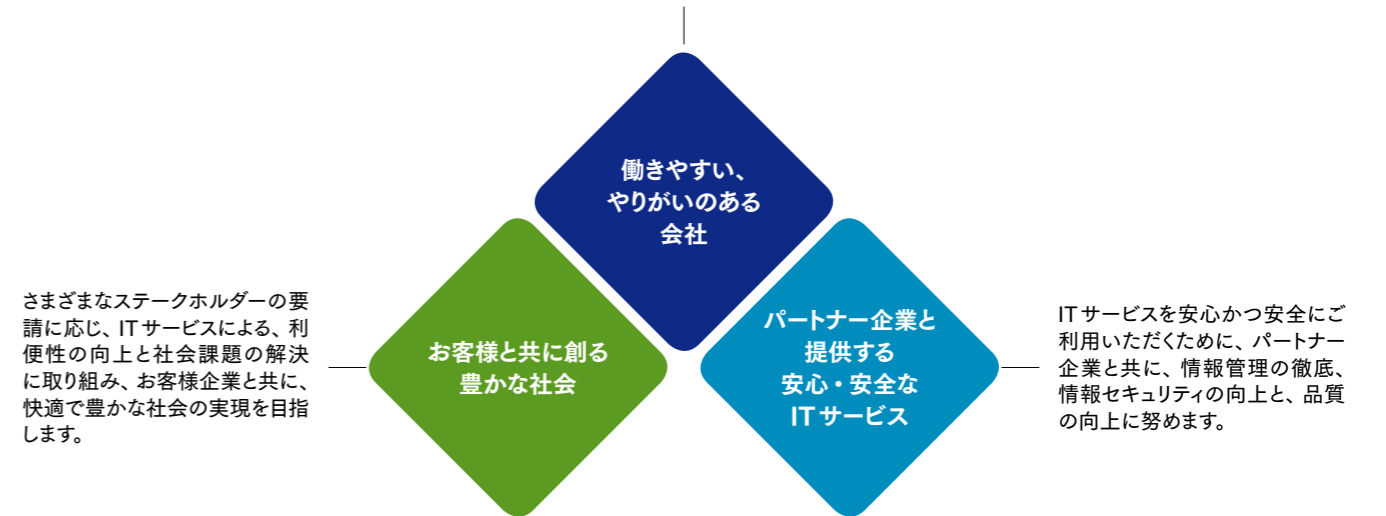 働きやすい、
やりがいのある
会社
さまざまなステークホルダーの要
請に応じ、ITサービスによる、利
便性の向上と社会課題の解決
に取り組み、お客様企業と共に、
快適で豊かな社会の実現を目指
します。
お客様と共に創る
豊かな社会
パートナー企業と
提供する
安心・安全な
ITサービス
ITサービスを安心かつ安全にご
利用いただくために、パートナー
企業と共に、情報管理の徹底、
情報セキュリティの向上と、品質
の向上に努めます。